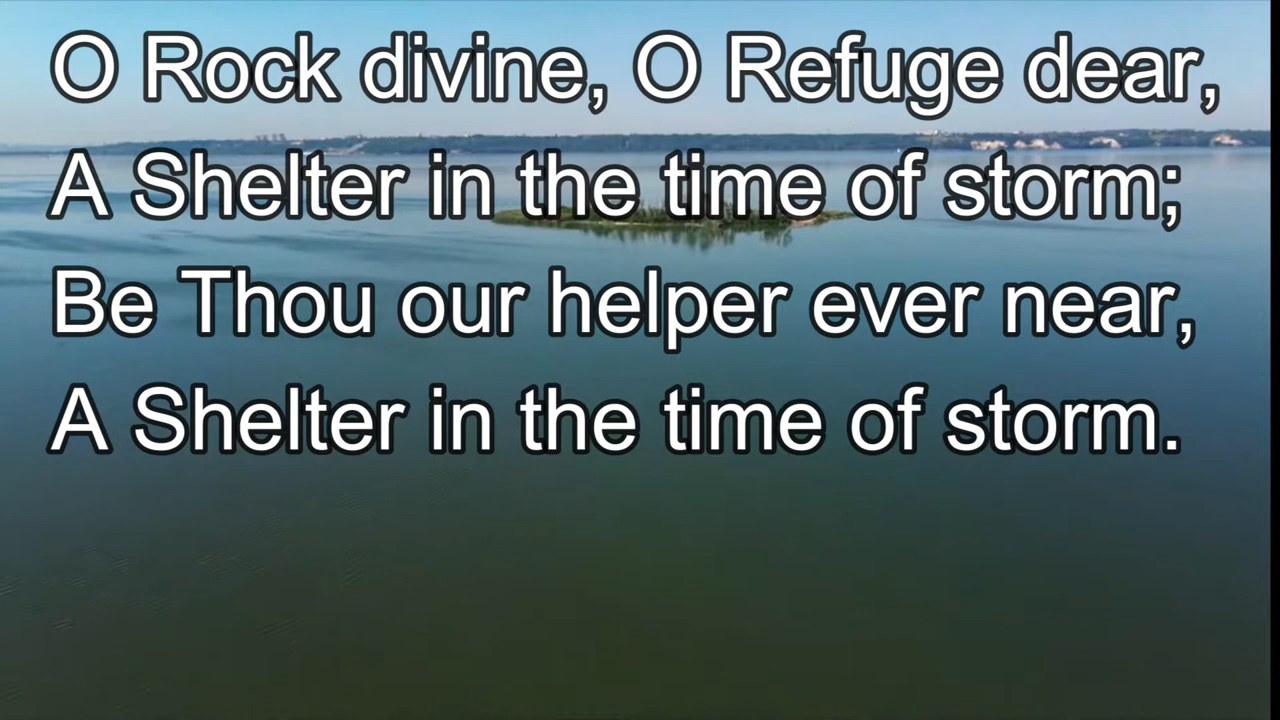 O Rock divine, O Refuge dear,
A Shelter in the time of storm;
Be Thou our helper ever near,
A Shelter in the time of storm.